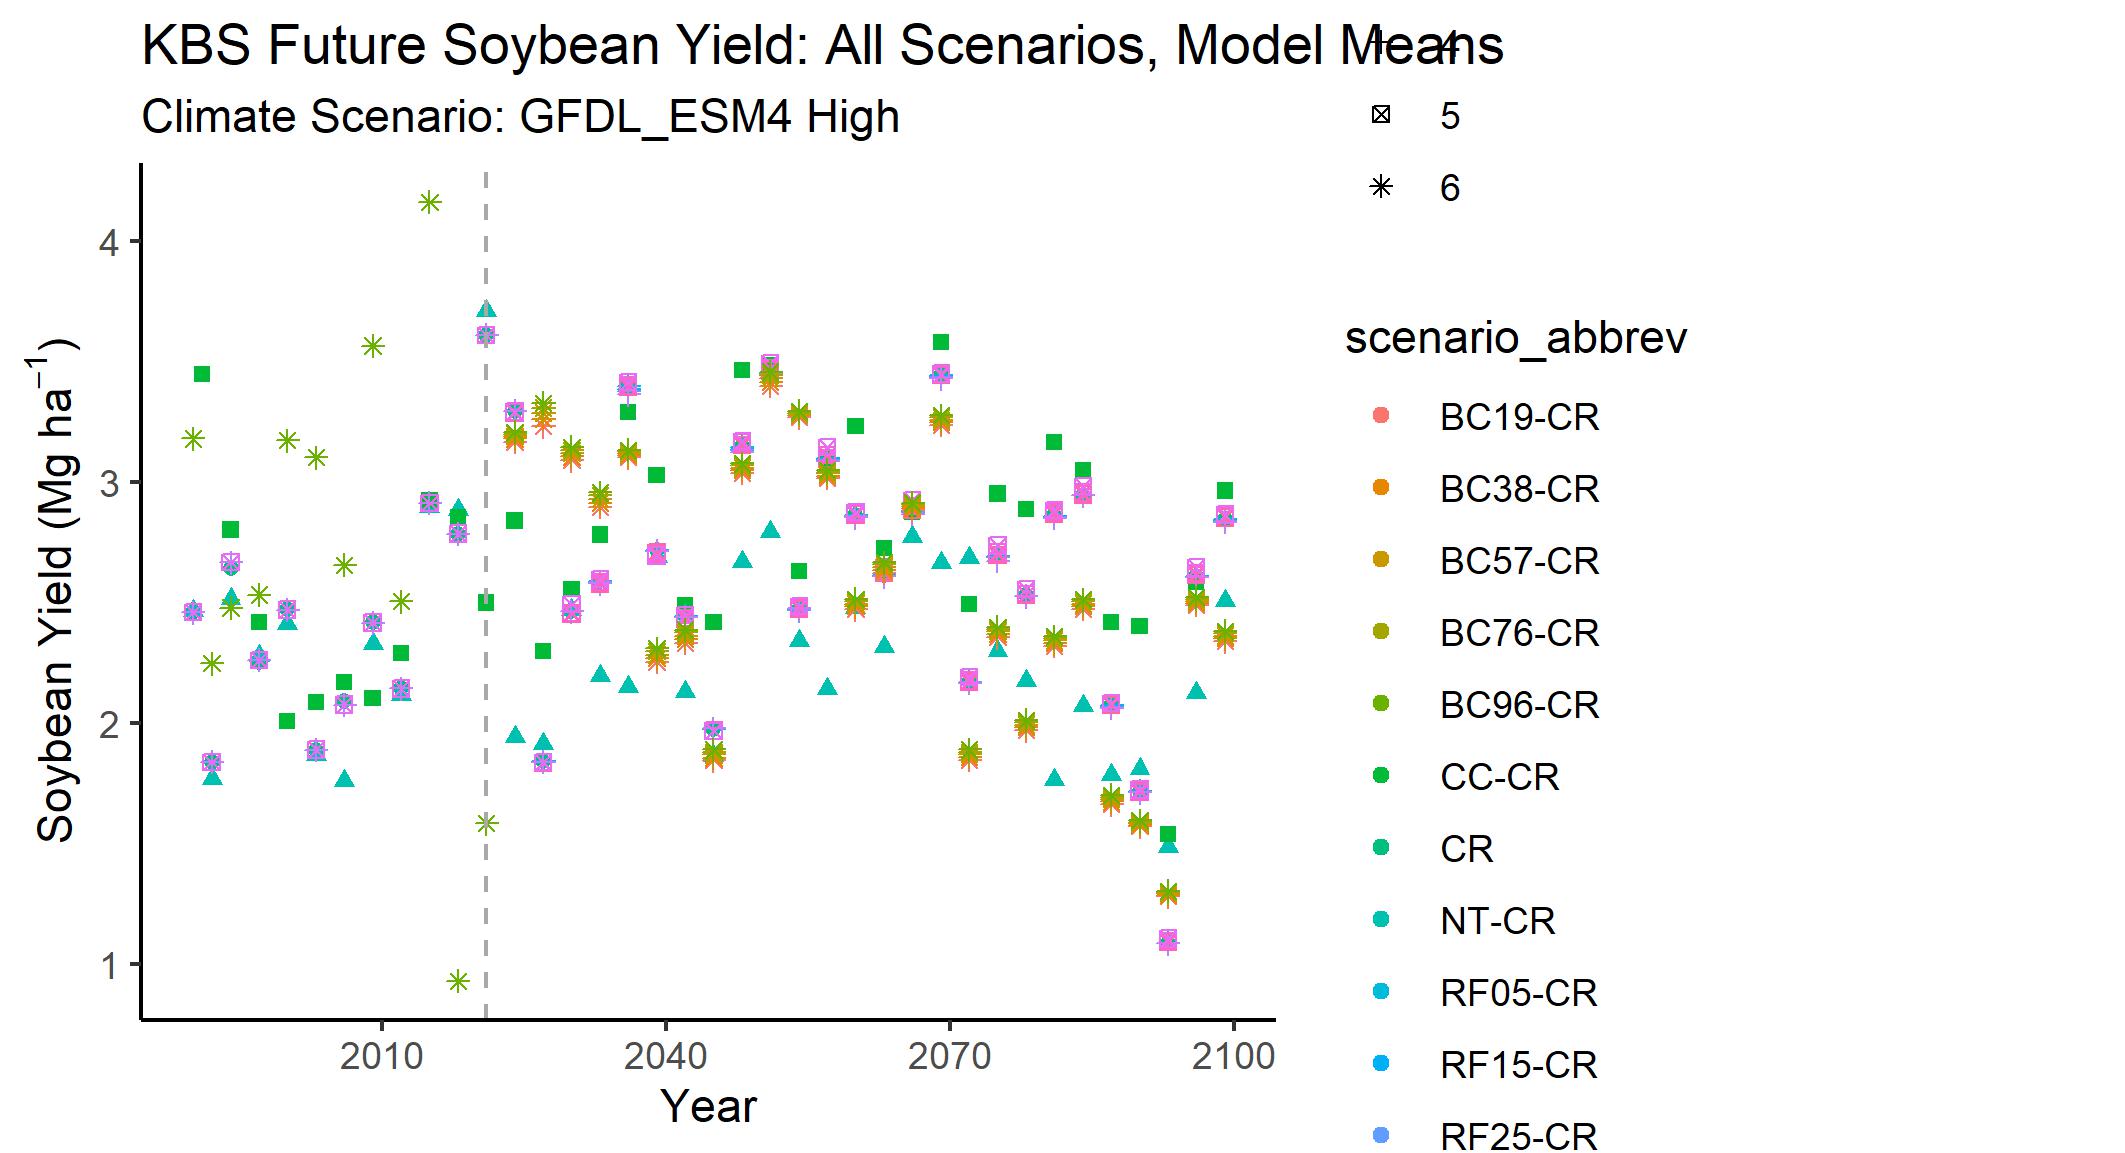 KBS Future Soybean Yield: All Scenarios, Model Means
Climate Scenario: GFDL_ESM4 High
4
5
6
scenario_abbrev
BC19-CR
BC38-CR
BC57-CR
BC76-CR
BC96-CR
CC-CR
CR
NT-CR
RF05-CR
RF15-CR
RF25-CR
Soybean Yield (Mg ha⁻¹)
4
3
2
1
2010
2040
2070
2100
Year